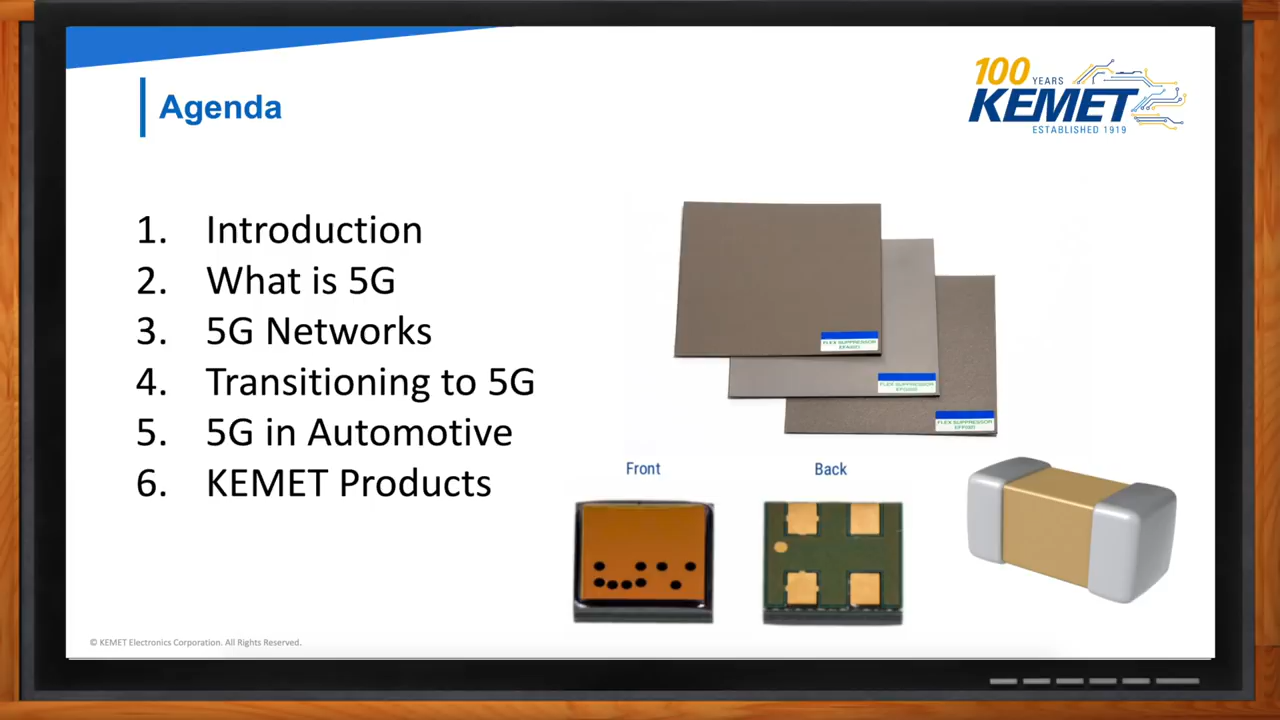 Agenda
100 YEARS
KEMET
ESTABLISHED 1919
1. Introduction
2. What is 5G
3. 5G Networks
4. Transitioning to 5G
5. 5G in Automotive
6. KEMET Products
FLEX SUPPRESSOR
FLEX SUPPRESSOR
FLEX SUPPRESSOR
Front
Back
© KEMET Electronics Corporation. All Rights Reserved.